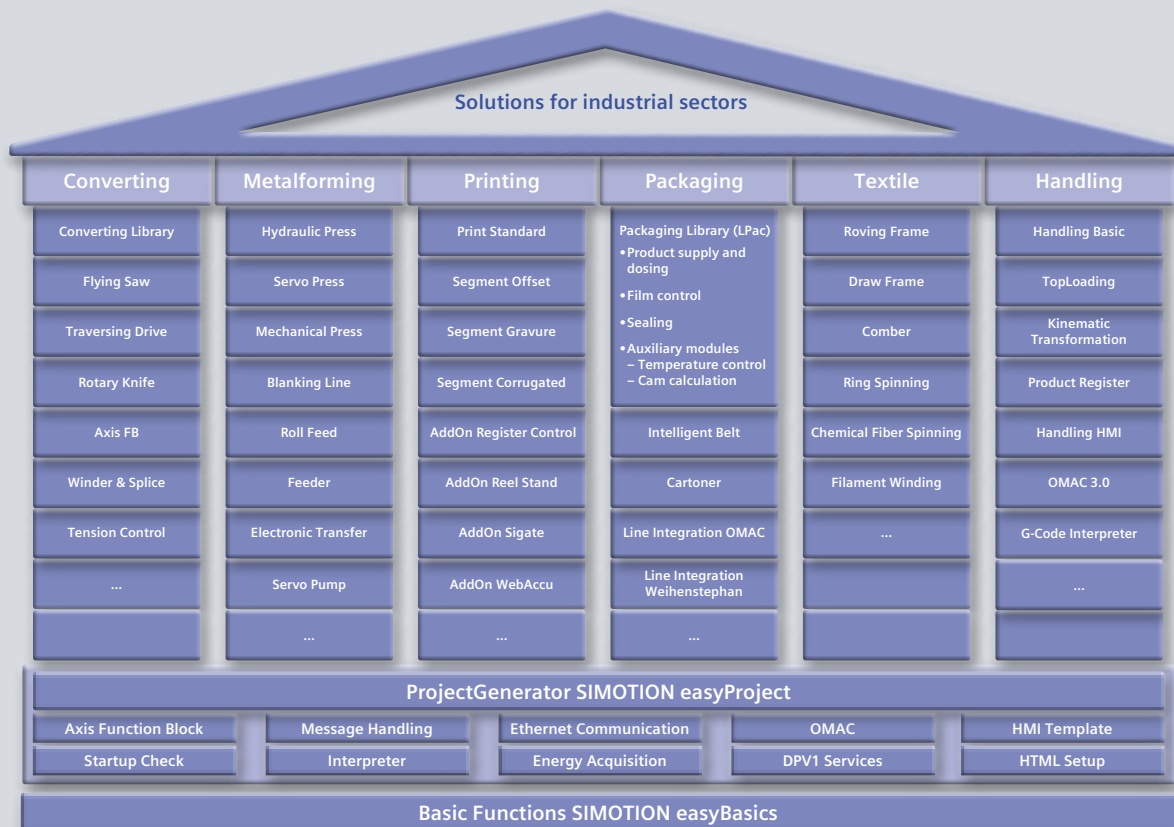 Solutions for industrial sectors
Converting
Metalforming
Printing
Packaging
Textile
Handling
Converting Library
Flying Saw
Traversing Drive
Rotary Knife
Axis FB
Winder & Splice
Tension Control
...
Hydraulic Press
Servo Press
Mechanical Press
Blanking Line
Roll Feed
Feeder
Electronic Transfer
Servo Pump
...
Print Standard
Segment Offset
Segment Gravure
Segment Corrugated
AddOn Register Control
AddOn Reel Stand
AddOn Sigate
AddOn WebAccu
...
Packaging Library (LPac)
•Product supply and
dosing
•Film control
•Sealing
•Auxiliary modules
– Temperature control
– Cam calculation
Intelligent Belt
Cartoner
Line Integration OMAC
Line Integration
Weihenstephan
...
Roving Frame
Draw Frame
Comber
Ring Spinning
Chemical Fiber Spinning
Filament Winding
...
Handling Basic
TopLoading
Kinematic
Transformation
Product Register
Handling HMI
OMAC 3.0
G-Code Interpreter
...
ProjectGenerator SIMOTION easyProject
Axis Function Block
Message Handling
Ethernet Communication
OMAC
HMI Template
Startup Check
Interpreter
Energy Acquisition
DPV1 Services
HTML Setup
Basic Functions SIMOTION easyBasics